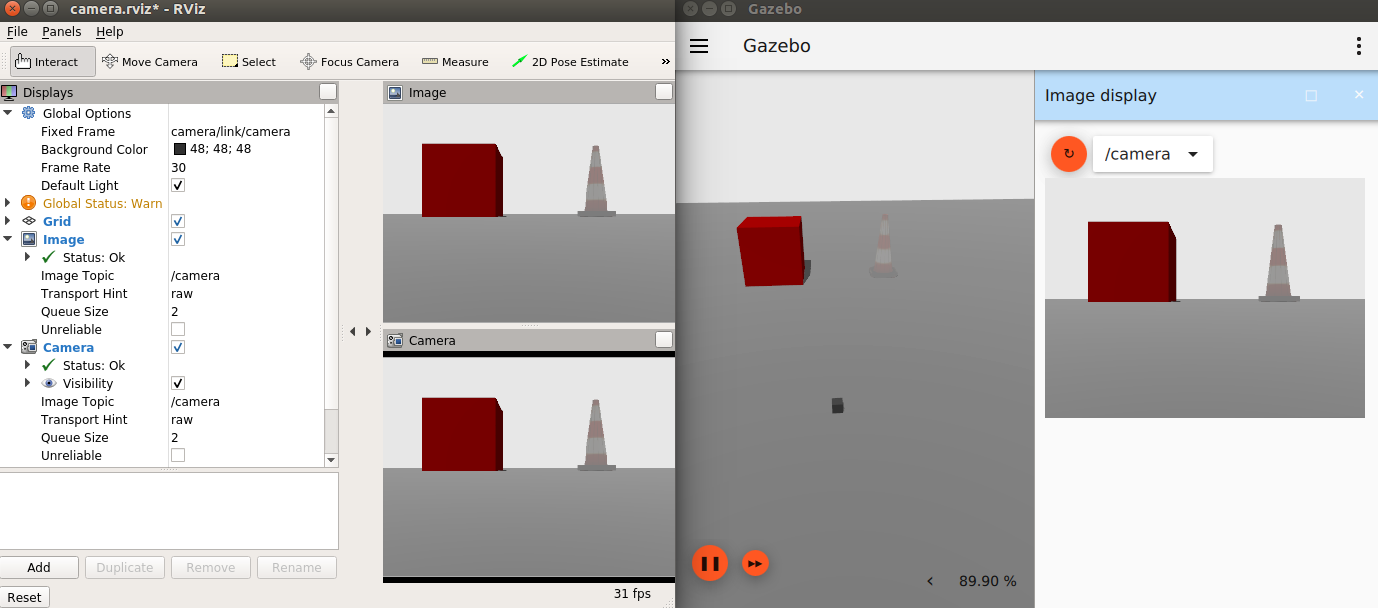 camera.rviz* - RViz
File Panels Help
Interact Move Camera Select Focus Camera Measure 2D Pose Estimate »
Displays
Global Options
Fixed Frame camera/link/camera
Background Color 48; 48; 48
Frame Rate 30
Default Light ✓
Global Status: Warn
Grid ✓
Image ✓
Status: Ok
Image Topic /camera
Transport Hint raw
Queue Size 2
Unreliable
Camera ✓
Status: Ok
Visibility ✓
Image Topic /camera
Transport Hint raw
Queue Size 2
Unreliable
Add Duplicate Remove Rename
Reset
Image
Camera
31 fps
Gazebo
Gazebo
89.90 %
Image display
/camera